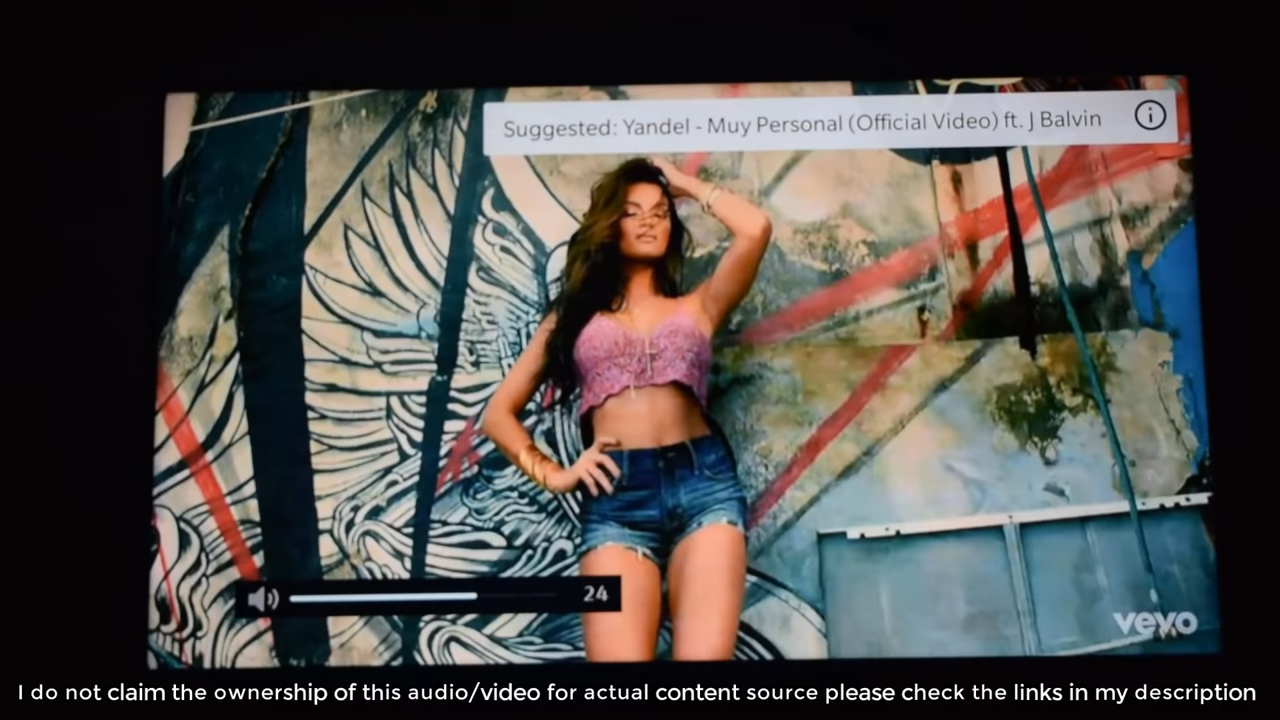 Suggested: Yandel - Muy Personal (Official Video) ft. J Balvin
24
vevo
I do not claim the ownership of this audio/video for actual content source please check the links in my description